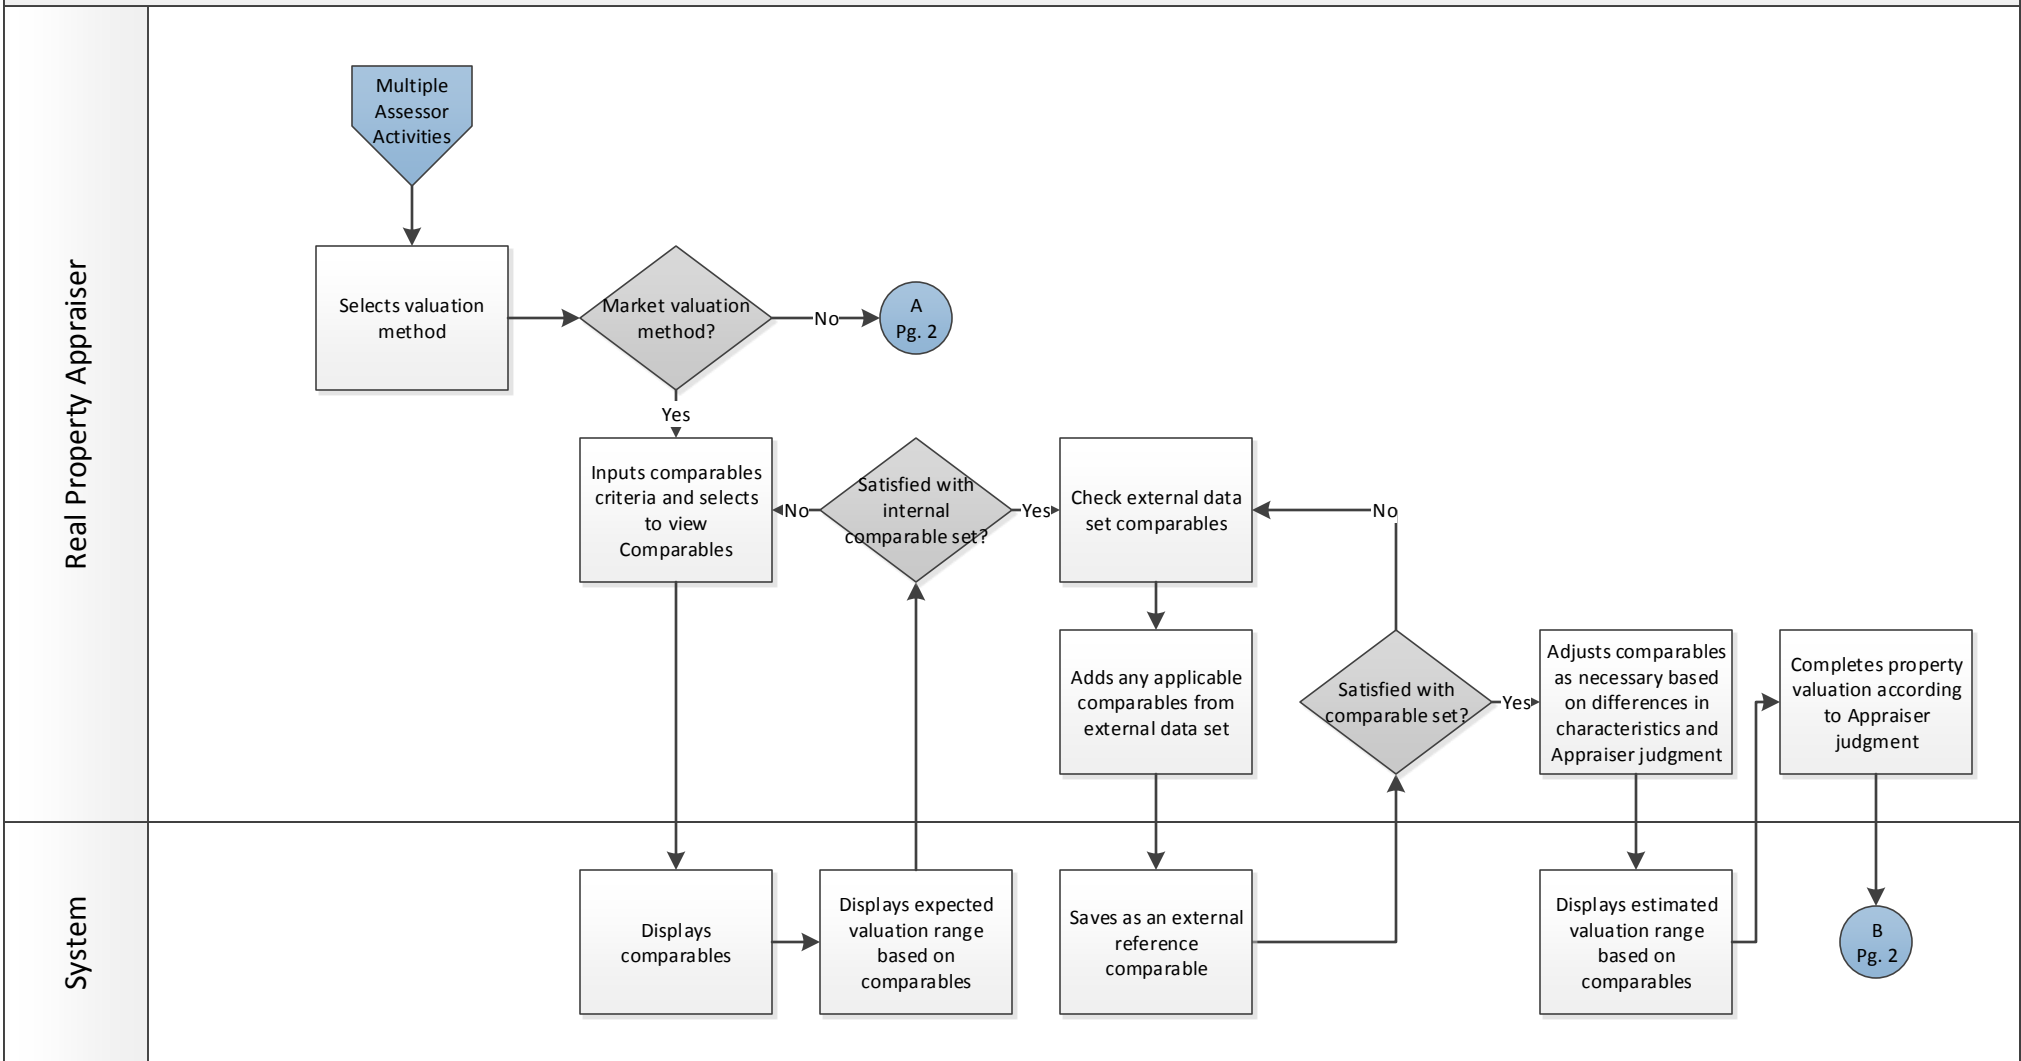 Real Property Appraiser
Multiple
Assessor
Activities
Selects valuation
method
Market valuation
method?
No
A
Pg. 2
Yes
Inputs comparables
criteria and selects
to view
Comparables
No
Satisfied with
internal
comparable set?
Yes
Check external data
set comparables
No
Adds any applicable
comparables from
external data set
Satisfied with
comparable set?
Yes
Adjusts comparables
as necessary based
on differences in
characteristics and
Appraiser judgment
Completes property
valuation according
to Appraiser
judgment
System
Displays
comparables
Displays expected
valuation range
based on
comparables
Saves as an external
reference
comparable
Displays estimated
valuation range
based on
comparables
B
Pg. 2